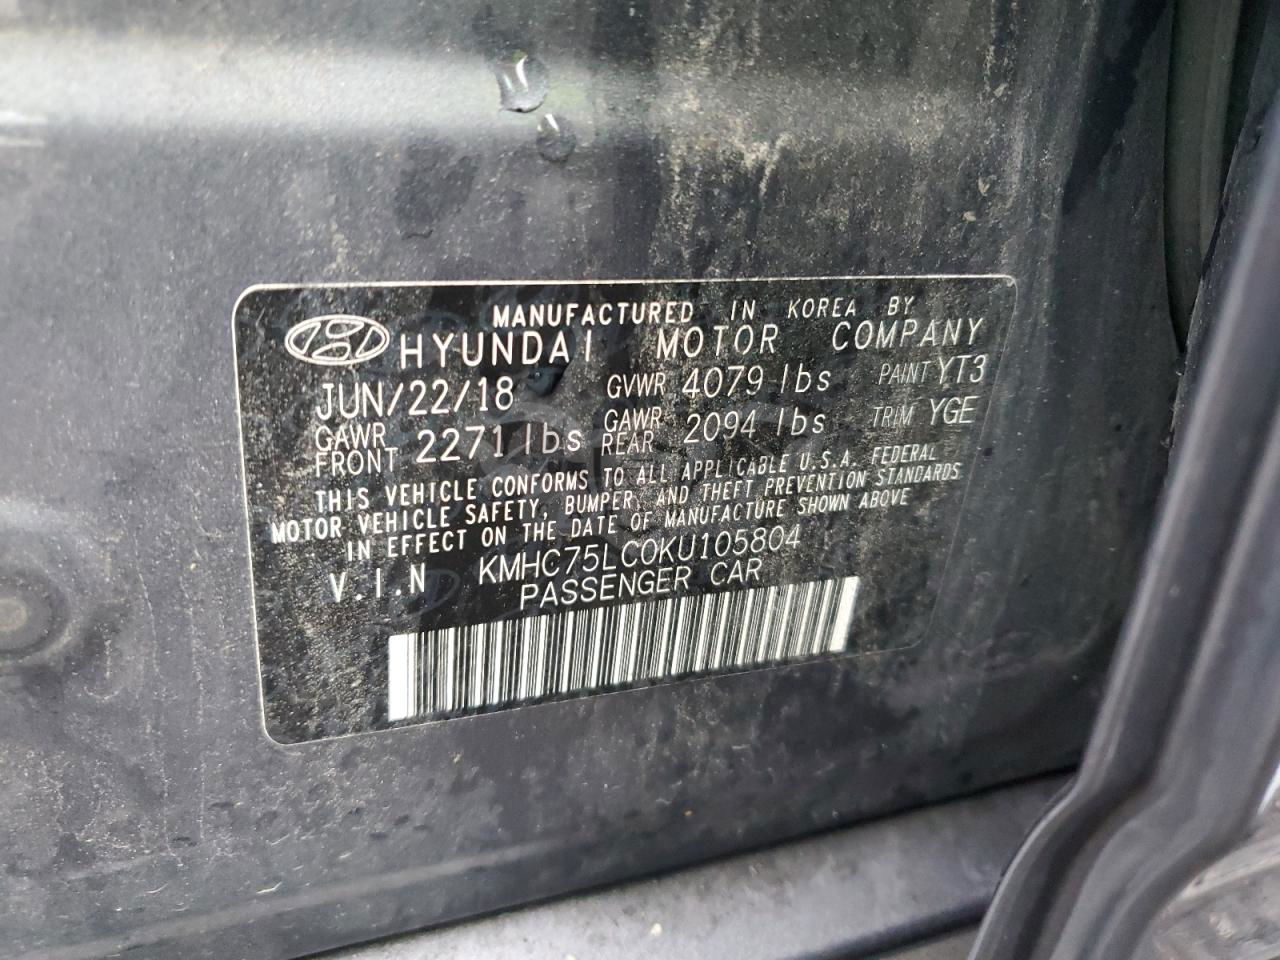 MANUFACTURED IN KOREA BY
HYUNDAI MOTOR COMPANY
JUN/22/18 GVWR 4079 lbs PAINT YT3
GAWR FRONT 2271 lbs GAWR REAR 2094 lbs TRIM YGE
THIS VEHICLE CONFORMS TO ALL APPLICABLE U.S.A. FEDERAL
MOTOR VEHICLE SAFETY, BUMPER, AND THEFT PREVENTION STANDARDS
IN EFFECT ON THE DATE OF MANUFACTURE SHOWN ABOVE
V.I.N KMHC75LC0KU105804
PASSENGER CAR